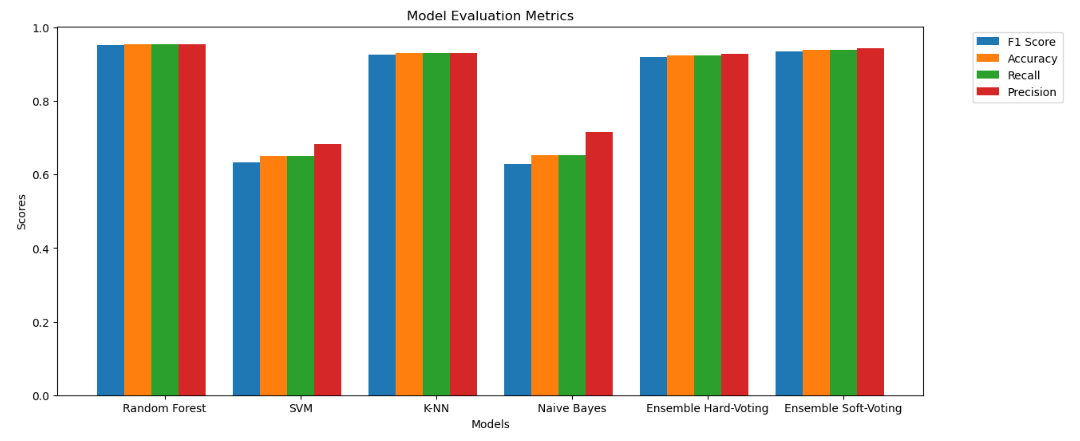 Model Evaluation Metrics
1.0
0.8
0.6
0.4
0.2
0.0
Scores
Random Forest
SVM
K-NN
Naive Bayes
Ensemble Hard-Voting
Ensemble Soft-Voting
Models
F1 Score
Accuracy
Recall
Precision